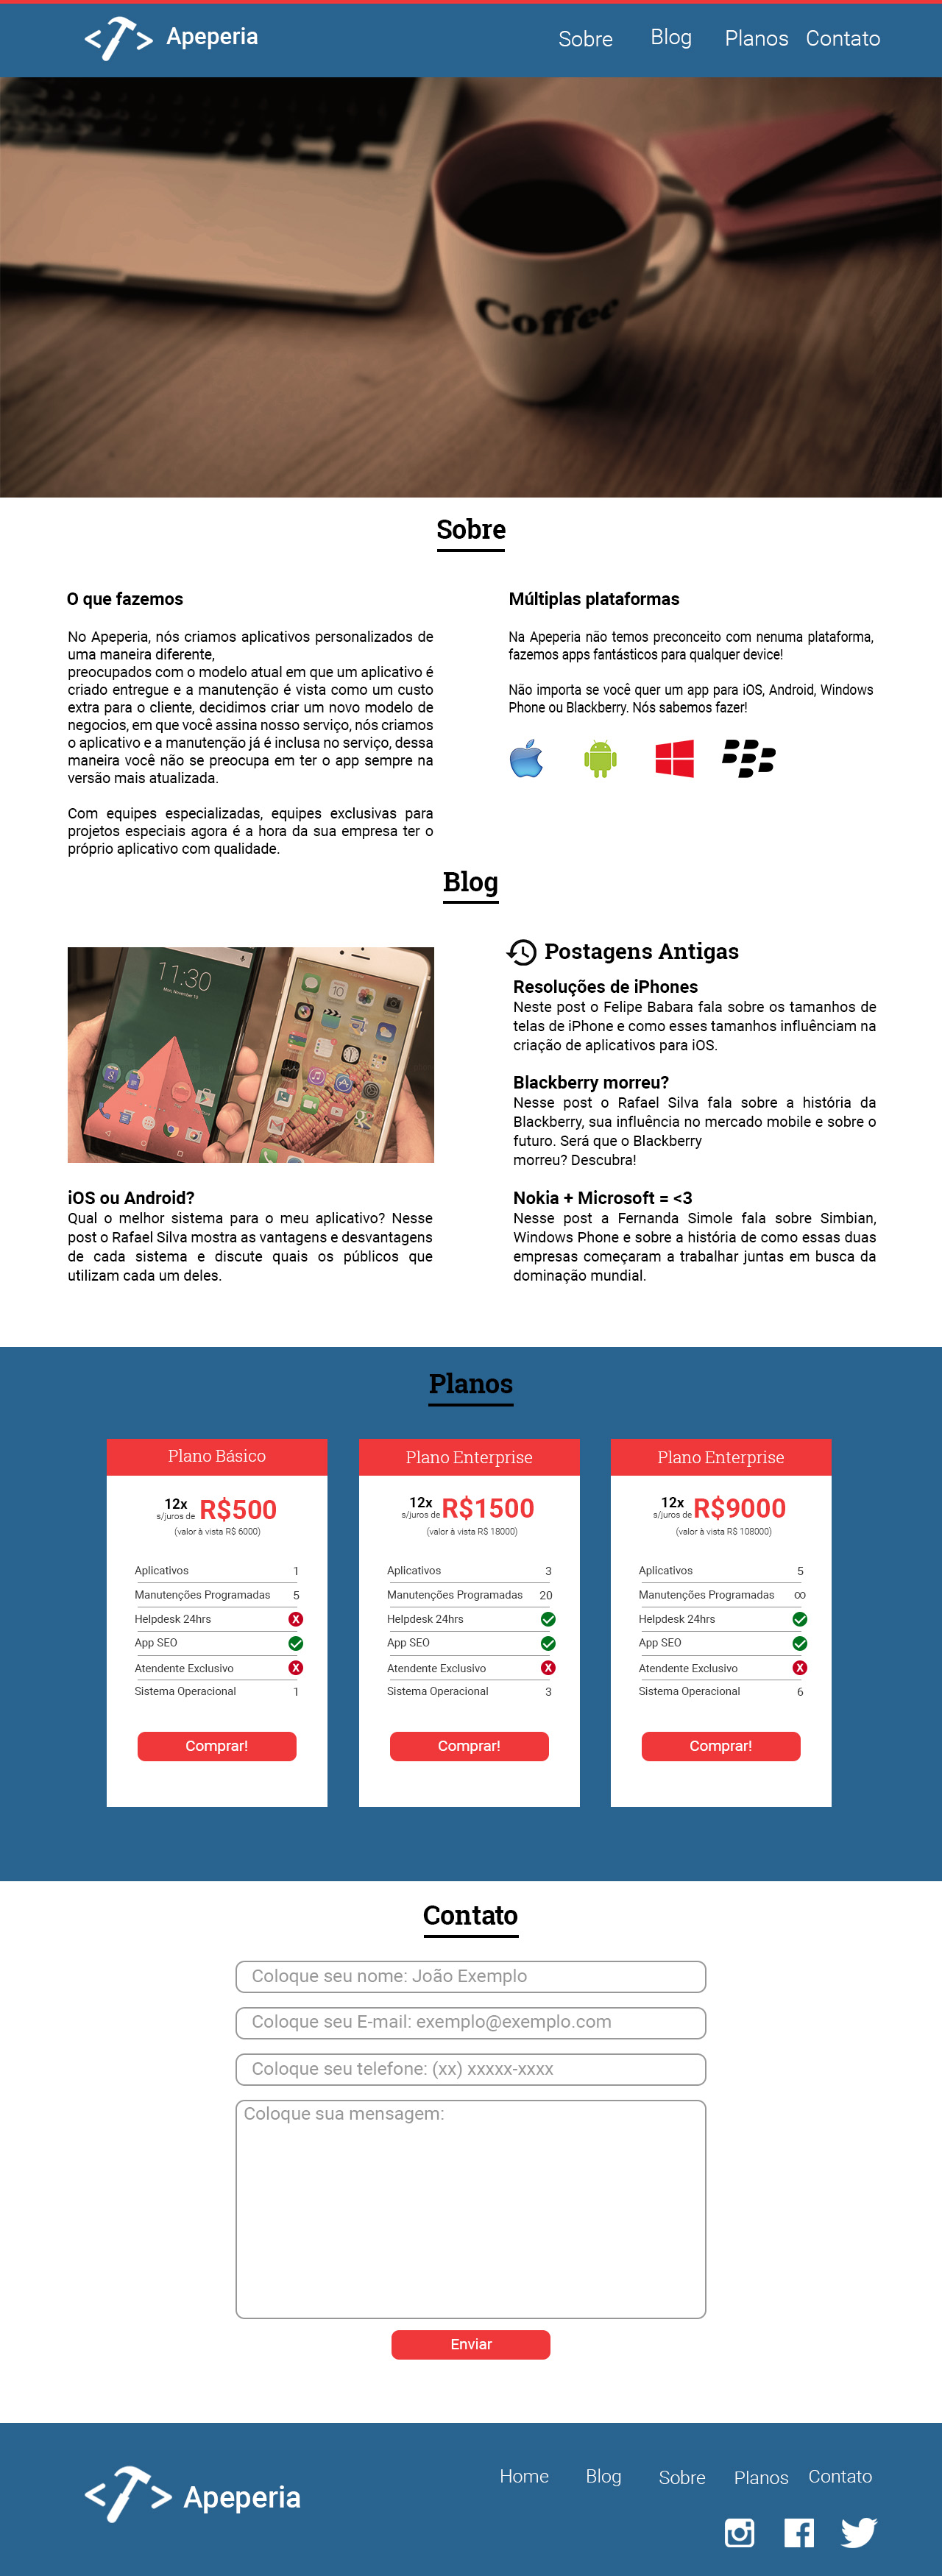 Apeperia
Sobre Blog Planos Contato
Coffee
Sobre
O que fazemos
No Apeperia, nós criamos aplicativos personalizados de
uma maneira diferente,
preocupados com o modelo atual em que um aplicativo é
criado entregue e a manutenção é vista como um custo
extra para o cliente, decidimos criar um novo modelo de
negocios, em que você assina nosso serviço, nós criamos
o aplicativo e a manutenção já é inclusa no serviço, dessa
maneira você não se preocupa em ter o app sempre na
versão mais atualizada.
Com equipes especializadas, equipes exclusivas para
projetos especiais agora é a hora da sua empresa ter o
próprio aplicativo com qualidade.
Múltiplas plataformas
Na Apeperia não temos preconceito com nenuma plataforma,
fazemos apps fantásticos para qualquer device!
Não importa se você quer um app para iOS, Android, Windows
Phone ou Blackberry. Nós sabemos fazer!
Blog
11:30
Mon, November 10
iOS ou Android?
Qual o melhor sistema para o meu aplicativo? Nesse
post o Rafael Silva mostra as vantagens e desvantagens
de cada sistema e discute quais os públicos que
utilizam cada um deles.
Postagens Antigas
Resoluções de iPhones
Neste post o Felipe Babara fala sobre os tamanhos de
telas de iPhone e como esses tamanhos influênciam na
criação de aplicativos para iOS.
Blackberry morreu?
Nesse post o Rafael Silva fala sobre a história da
Blackberry, sua influência no mercado mobile e sobre o
futuro. Será que o Blackberry
morreu? Descubra!
Nokia + Microsoft = <3
Nesse post a Fernanda Simole fala sobre Simbian,
Windows Phone e sobre a história de como essas duas
empresas começaram a trabalhar juntas em busca da
dominação mundial.
Planos
Plano Básico
12x
s/juros de R$500
(valor à vista R$ 6000)
Aplicativos 1
Manutenções Programadas 5
Helpdesk 24hrs X
App SEO
Atendente Exclusivo X
Sistema Operacional 1
Comprar!
Plano Enterprise
12x
s/juros de R$1500
(valor à vista R$ 18000)
Aplicativos 3
Manutenções Programadas 20
Helpdesk 24hrs
App SEO
Atendente Exclusivo X
Sistema Operacional 3
Comprar!
Plano Enterprise
12x
s/juros de R$9000
(valor à vista R$ 108000)
Aplicativos 5
Manutenções Programadas ∞
Helpdesk 24hrs
App SEO
Atendente Exclusivo X
Sistema Operacional 6
Comprar!
Contato
Coloque seu nome: João Exemplo
Coloque seu E-mail: exemplo@exemplo.com
Coloque seu telefone: (xx) xxxxx-xxxx
Coloque sua mensagem:
Enviar
Apeperia
Home Blog Sobre Planos Contato